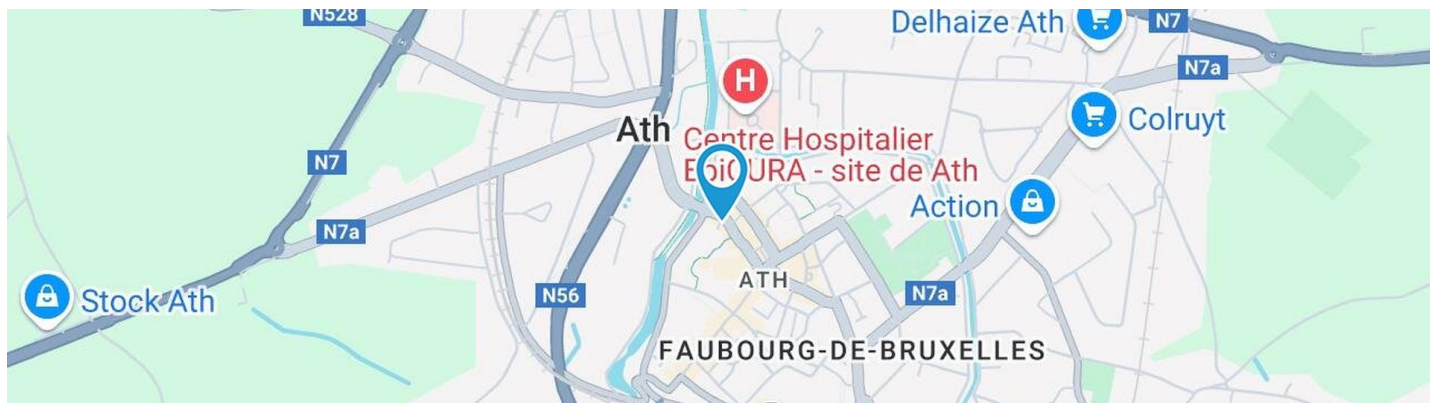 N528
Delhaize Ath
N7
N7a
H
Ath
Centre Hospitalier
EpiCURA - site de Ath
Colruyt
N7
Action
N7a
ATH
Stock Ath
N56
N7a
FAUBOURG-DE-BRUXELLES